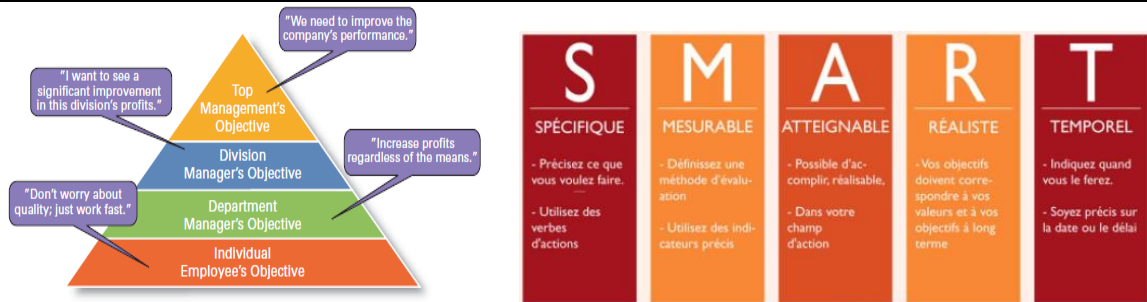 "We need to improve the
company's performance."
"I want to see a
significant improvement
in this division's profits."
Top
Management's
Objective
"Increase profits
regardless of the means."
Division
Manager's Objective
"Don't worry about
quality; just work fast."
Department
Manager's Objective
Individual
Employee's Objective
S
SPÉCIFIQUE
- Précisez ce que
vous voulez faire.
- Utilisez des
verbes
d'actions
M
MESURABLE
- Définissez une
méthode d'évalu-
ation
- Utilisez des indi-
cateurs précis
A
ATTEIGNABLE
- Possible d'ac-
complir, réalisable,
- Dans votre
champ
d'action
R
RÉALISTE
- Vos objectifs
doivent corre-
spondre à vos
valeurs et à vos
objectifs à long
terme
T
TEMPOREL
- Indiquez quand
vous le ferez.
- Soyez précis sur
la date ou le délai